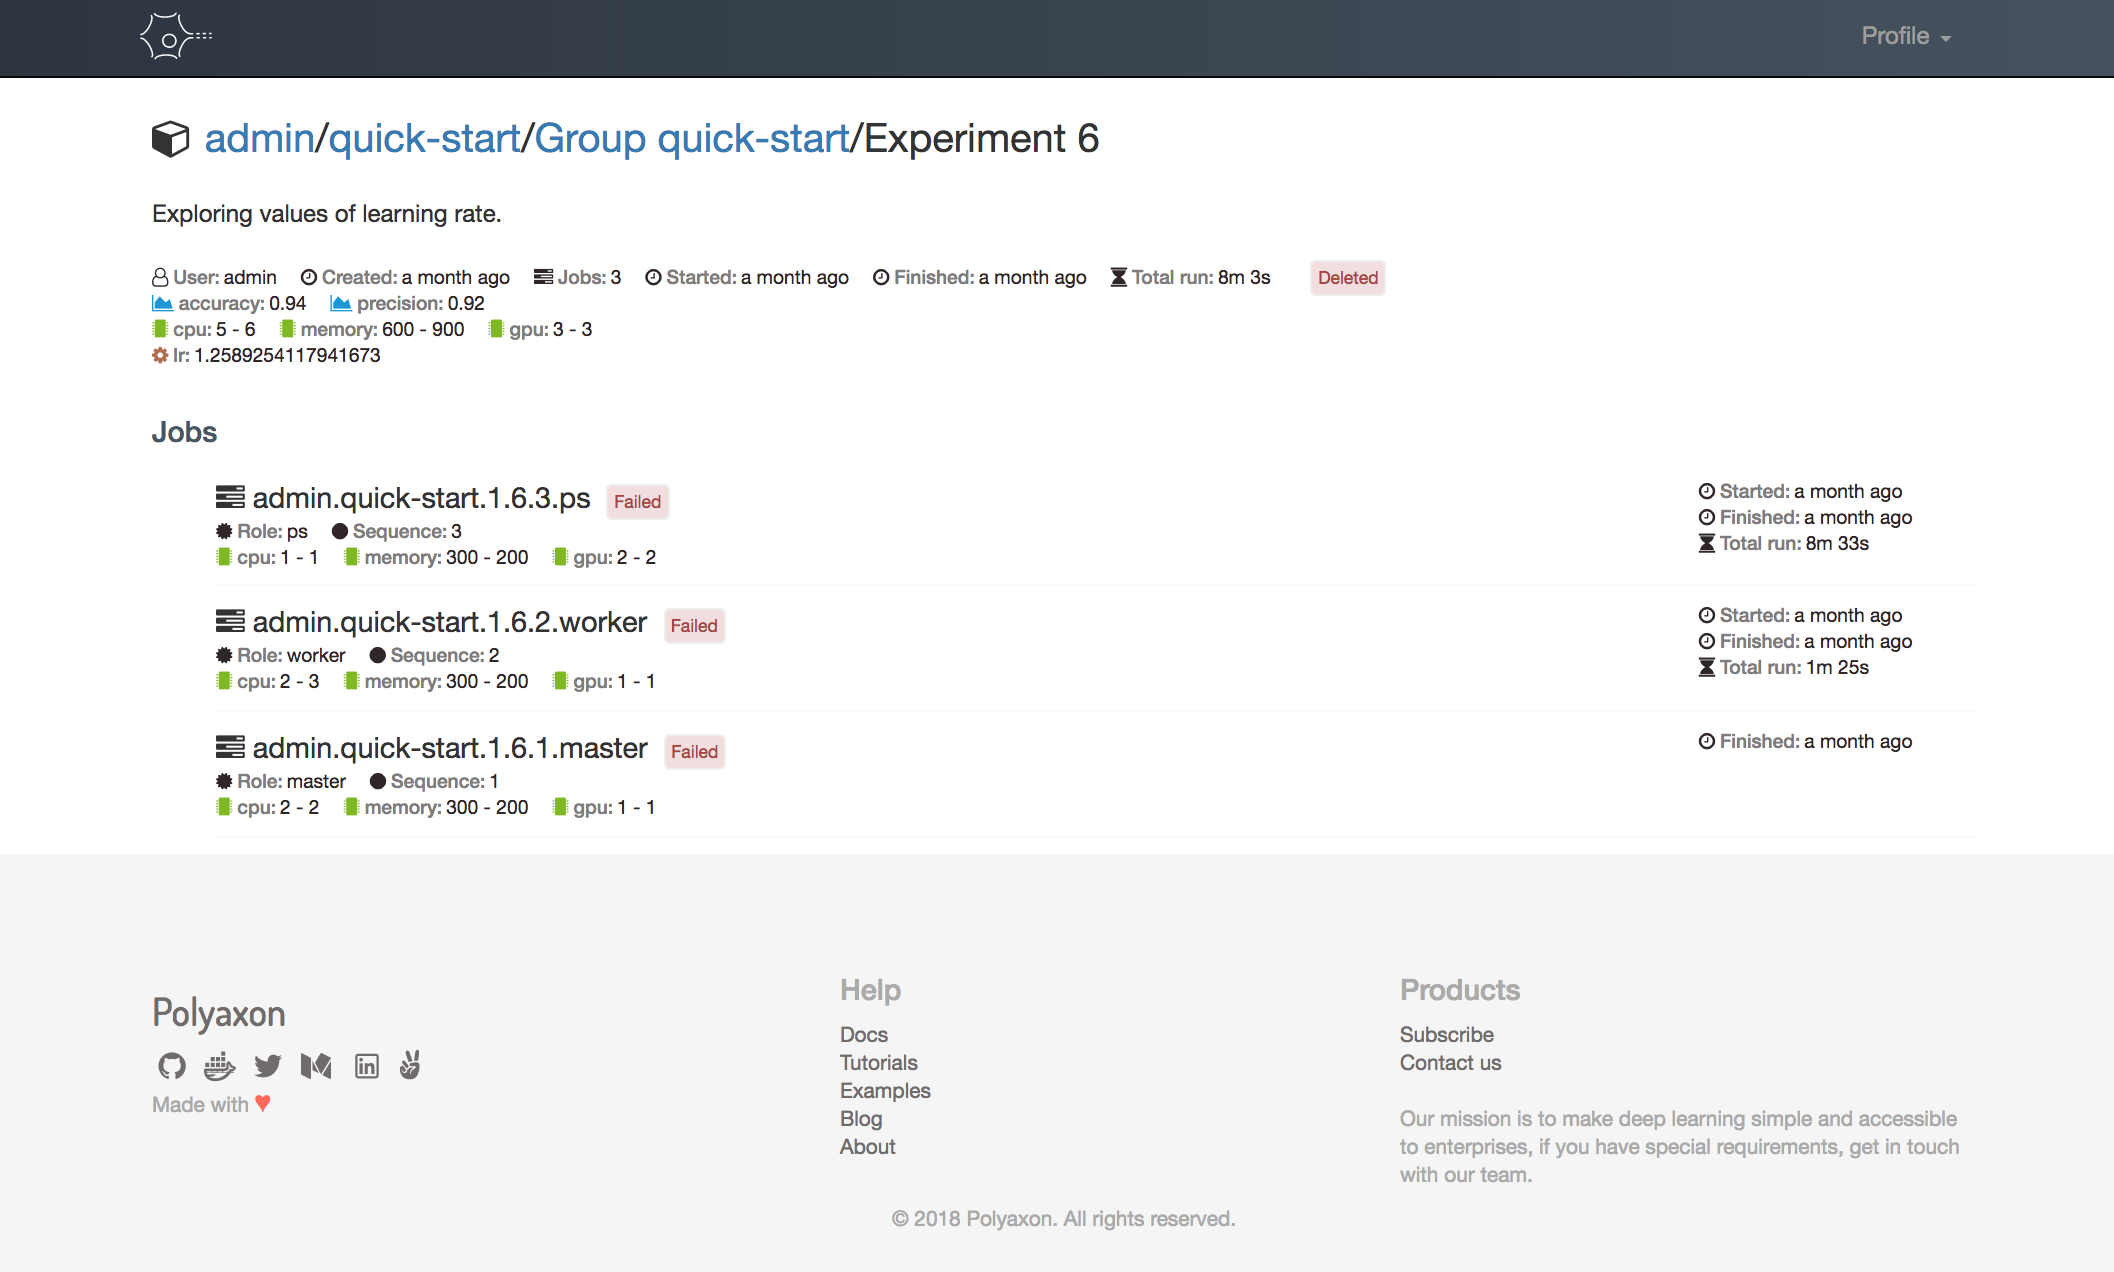 Profile
admin/quick-start/Group quick-start/Experiment 6
Exploring values of learning rate.
User: admin Created: a month ago Jobs: 3 Started: a month ago Finished: a month ago Total run: 8m 3s Deleted
accuracy: 0.94 precision: 0.92
cpu: 5 - 6 memory: 600 - 900 gpu: 3 - 3
lr: 1.2589254117941673
Jobs
admin.quick-start.1.6.3.ps Failed
Role: ps Sequence: 3
cpu: 1 - 1 memory: 300 - 200 gpu: 2 - 2
Started: a month ago
Finished: a month ago
Total run: 8m 33s
admin.quick-start.1.6.2.worker Failed
Role: worker Sequence: 2
cpu: 2 - 3 memory: 300 - 200 gpu: 1 - 1
Started: a month ago
Finished: a month ago
Total run: 1m 25s
admin.quick-start.1.6.1.master Failed
Role: master Sequence: 1
cpu: 2 - 2 memory: 300 - 200 gpu: 1 - 1
Finished: a month ago
Polyaxon
Made with ♥
Help
Docs
Tutorials
Examples
Blog
About
Products
Subscribe
Contact us
Our mission is to make deep learning simple and accessible
to enterprises, if you have special requirements, get in touch
with our team.
© 2018 Polyaxon. All rights reserved.